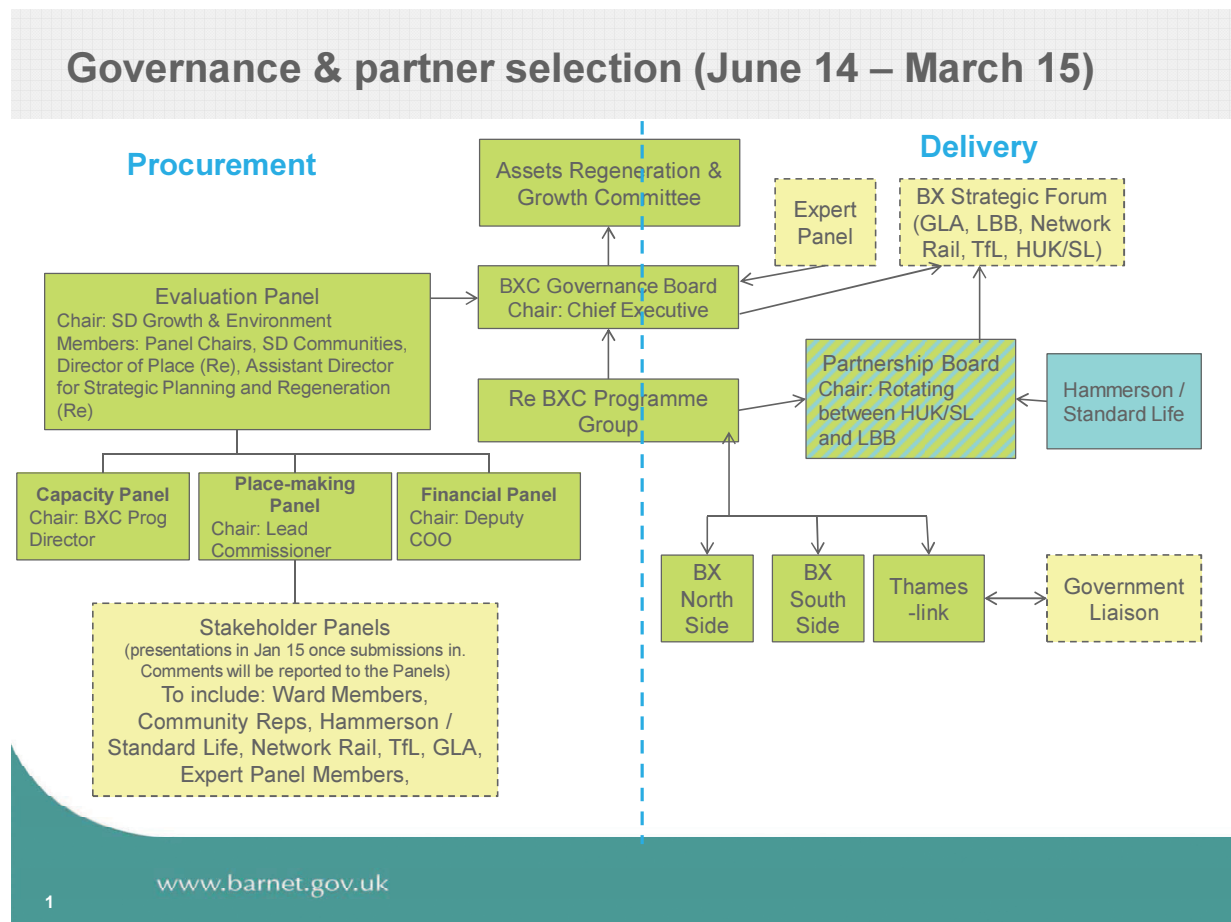 Governance & partner selection (June 14 – March 15)
Procurement
Delivery
Assets Regeneration &
Growth Committee
Expert
Panel
BX Strategic Forum
(GLA, LBB, Network
Rail, TfL, HUK/SL)
Evaluation Panel
Chair: SD Growth & Environment
Members: Panel Chairs, SD Communities,
Director of Place (Re), Assistant Director
for Strategic Planning and Regeneration
(Re)
BXC Governance Board
Chair: Chief Executive
Re BXC Programme
Group
Partnership Board
Chair: Rotating
between HUK/SL
and LBB
Hammerson /
Standard Life
Capacity Panel
Chair: BXC Prog
Director
Place-making
Panel
Chair: Lead
Commissioner
Financial Panel
Chair: Deputy
COO
BX
North
Side
BX
South
Side
Thames
-link
Government
Liaison
Stakeholder Panels
(presentations in Jan 15 once submissions in.
Comments will be reported to the Panels)
To include: Ward Members,
Community Reps, Hammerson /
Standard Life, Network Rail, TfL, GLA,
Expert Panel Members,
www.barnet.gov.uk
1